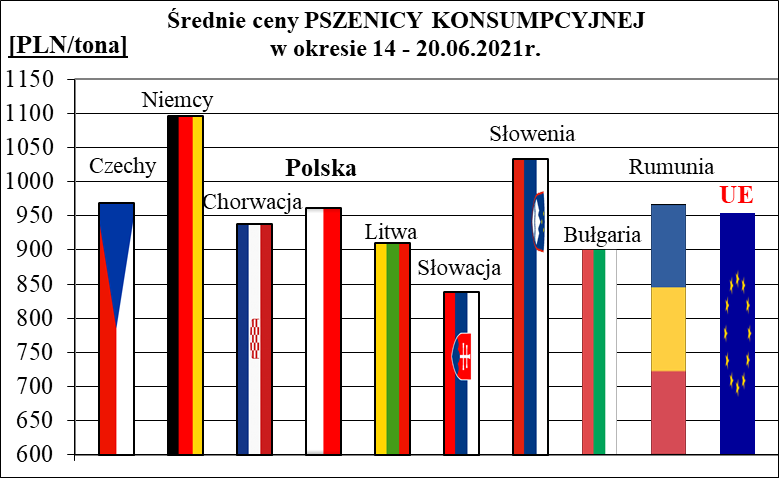 Średnie ceny PSZENICY KONSUMPCYJNEJ
w okresie 14 - 20.06.2021r.
[PLN/tona]
1150
1100
1050
1000
950
900
850
800
750
700
650
600
Czechy
Niemcy
Chorwacja
Polska
Litwa
Słowacja
Słowenia
Bułgaria
Rumunia
UE